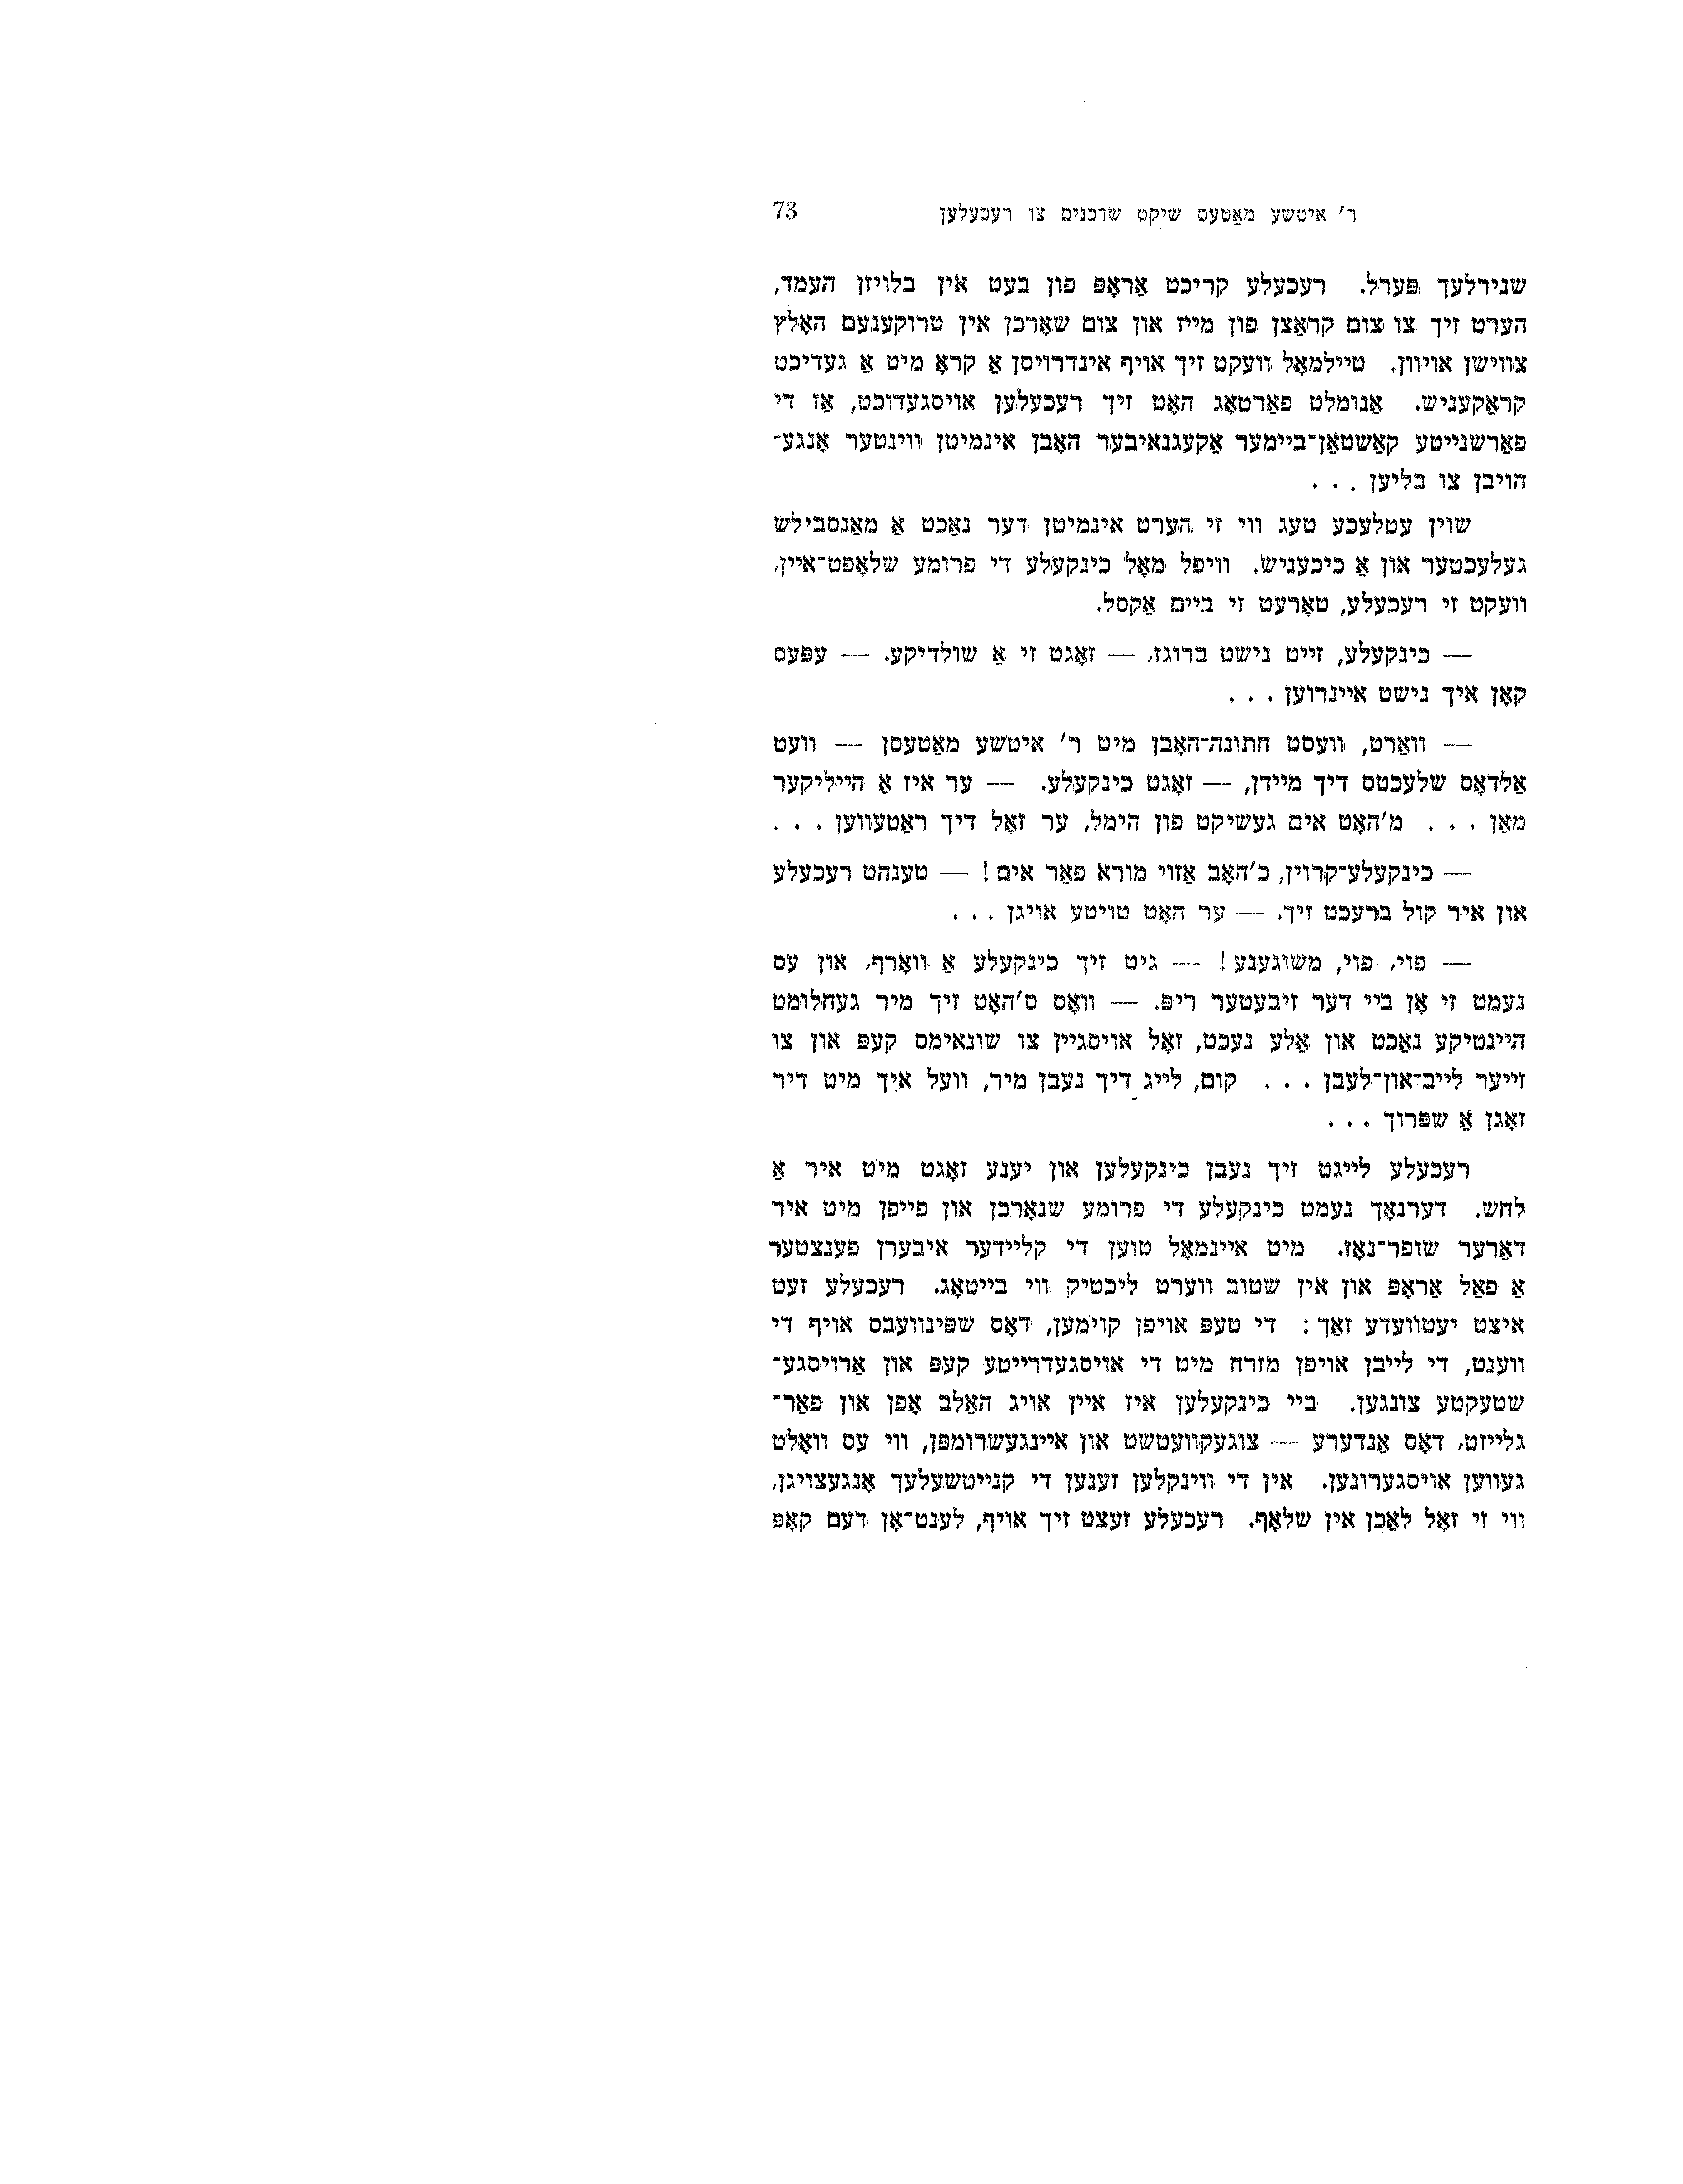 ר' איטשע מאַטעס שיקט שדכנים צו רעכעלען 73
שנירלעך פּערל. רעכעלע קריכט אַראָפּ פון בעט אין בלויזן העמד,
הערט זיך צו צום קראַצן פון מייז און צום שאָרכן אין טרוקענעם האָלץ
צווישן אויוון. טיילמאָל וועקט זיך אויף אינדרויסן אַ קראָ מיט אַ געדיכט
קראַקעניש. אַנומלט פאַרטאָג האָט זיך רעכעלען אויסגעדוכט, אַז די
פאַרשנייטע קאַשטאַן־ביימער אַקעגנאיבער האָבן אינמיטן ווינטער אָנגע־
הויבן צו בליען . . .
שוין עטלעכע טעג ווי זי הערט אינמיטן דער נאַכט אַ מאַנסבילש
געלעכטער און אַ כיכעניש. וויפל מאָל כינקעלע די פרומע שלאָפט־איין,
וועקט זי רעכעלע, טאָרעט זי ביים אַקסל.
— כינקעלע, זייט נישט ברוגז, — זאָגט זי אַ שולדיקע. — עפּעס
קאָן איך נישט איינרוען . . .
— וואַרט, וועסט חתונה־האָבן מיט ר' איטשע מאַטעסן — וועט
אַלדאָס שלעכטס דיך מיידן, — זאָגט כינקעלע. — ער איז אַ הייליקער
מאַן . . . מ'האָט אים געשיקט פון הימל, ער זאָל דיך ראַטעווען . . .
— כינקעלע־קרוין, כ'האָב אַזוי מורא פאַר אים! — טענהט רעכעלע
און איר קול ברעכט זיך. — ער האָט טויטע אויגן . . .
— פוי, פוי, משוגענע! — גיט זיך כינקעלע אַ וואָרף, און עס
נעמט זי אָן ביי דער זיבעטער ריפּ. — וואָס ס'האָט זיך מיר געחלומט
היינטיקע נאַכט און אַלע נעכט, זאָל אויסגיין צו שונאימס קעפּ און צו
זייער לייב־און־לעבן . . . קום, לייג דיך נעבן מיר, וועל איך מיט דיר
זאָגן אַ שפּרוך . . .
רעכעלע לייגט זיך נעבן כינקעלען און יענע זאָגט מיט איר אַ
לחש. דערנאָך נעמט כינקעלע די פרומע שנאָרכן און פייפן מיט איר
דאַרער שופר־נאָז. מיט איינמאָל טוען די קליידער איבערן פענצטער
אַ פאַל אַראָפּ און אין שטוב ווערט ליכטיק ווי בייטאָג. רעכעלע זעט
איצט יעטוועדע זאַך: די טעפּ אויפן קוימען, דאָס שפּינוועבס אויף די
ווענט, די לייבן אויפן מזרח מיט די אויסגעדרייטע קעפּ און אַרויסגע־
שטעקטע צונגען. ביי כינקעלען איז איין אויג האַלב אָפן און פאַר־
גלייזט, דאָס אַנדערע — צוגעקוועטשט און איינגעשרומפּן, ווי עס וואָלט
געווען אויסגערונען. אין די ווינקלען זענען די קנייטשעלעך אָנגעצויגן,
ווי זי זאָל לאַכן אין שלאָף. רעכעלע זעצט זיך אויף, לענט־אָן דעם קאָפּ